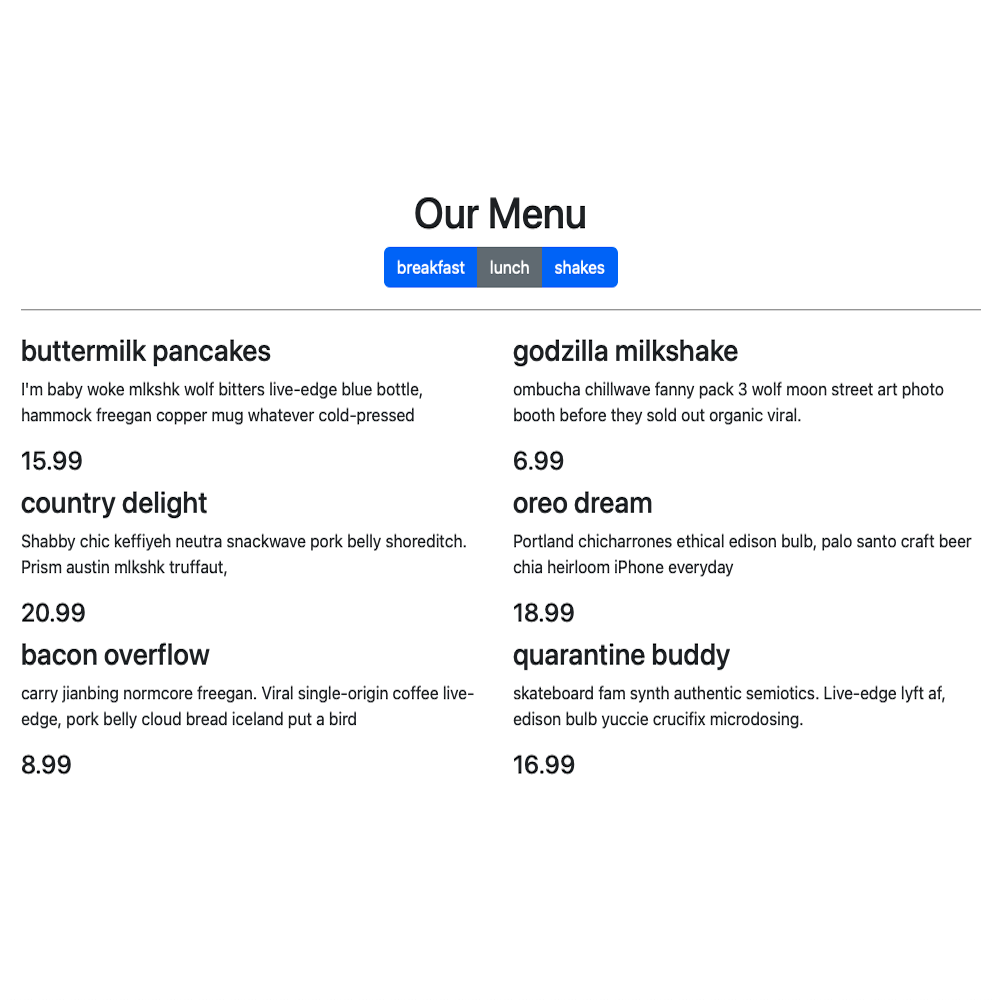 Our Menu
breakfast lunch shakes
buttermilk pancakes
I'm baby woke mlkshk wolf bitters live-edge blue bottle,
hammock freegan copper mug whatever cold-pressed
15.99
godzilla milkshake
ombucha chillwave fanny pack 3 wolf moon street art photo
booth before they sold out organic viral.
6.99
country delight
Shabby chic keffiyeh neutra snackwave pork belly shoreditch.
Prism austin mlkshk truffaut,
20.99
oreo dream
Portland chicharrones ethical edison bulb, palo santo craft beer
chia heirloom iPhone everyday
18.99
bacon overflow
carry jianbing normcore freegan. Viral single-origin coffee live-
edge, pork belly cloud bread iceland put a bird
8.99
quarantine buddy
skateboard fam synth authentic semiotics. Live-edge lyft af,
edison bulb yuccie crucifix microdosing.
16.99